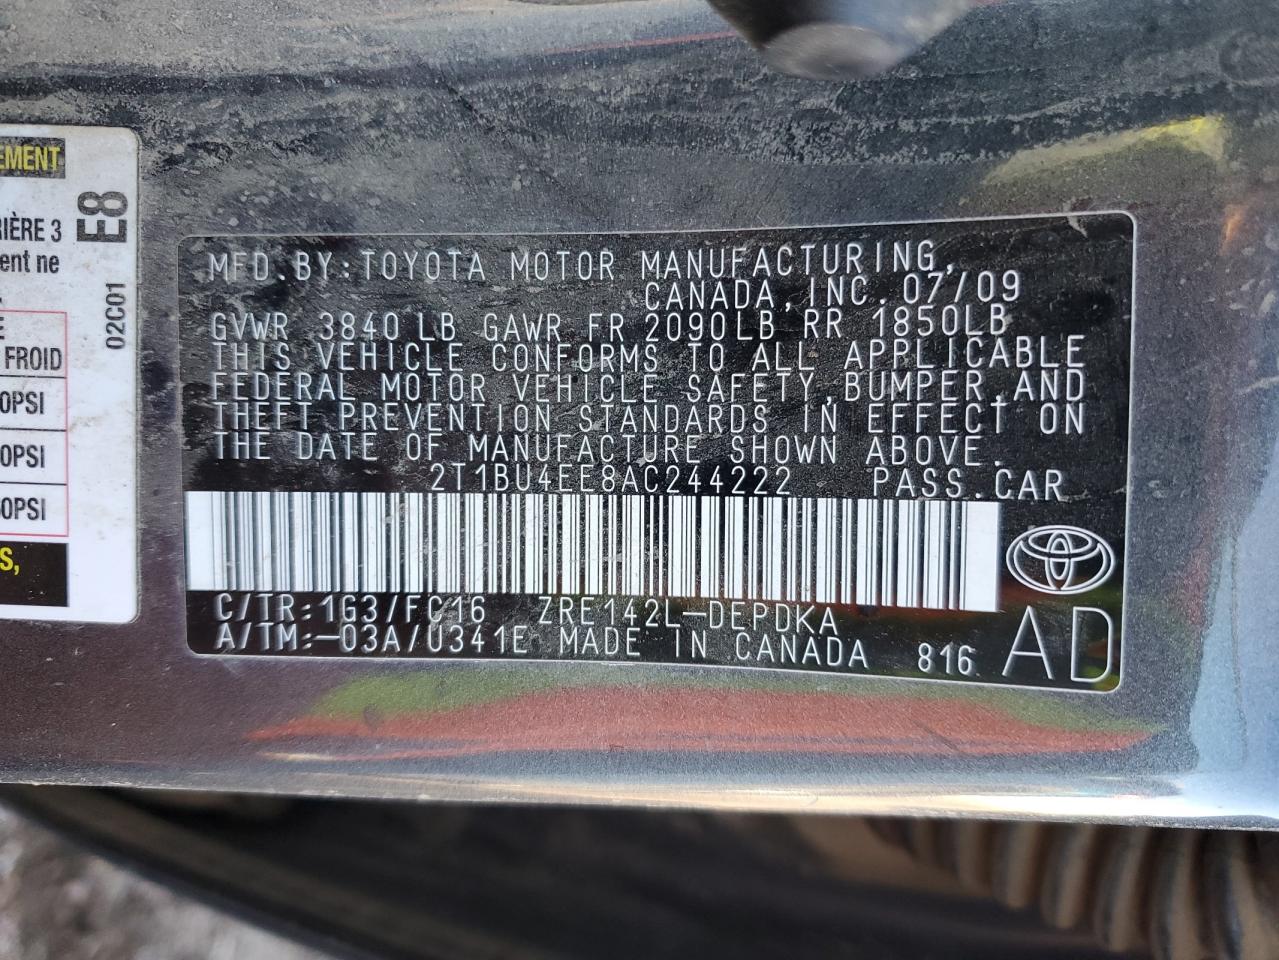 EMENT
E8
RIÈRE 3
ent ne
02C01
E
FROID
0PSI
0PSI
60PSI
S,
MFD.BY:TOYOTA MOTOR MANUFACTURING,
CANADA,INC. 07/09
GVWR 3840LB GAWR FR 2090LB,RR 1850LB
THIS VEHICLE CONFORMS TO ALL APPLICABLE
FEDERAL MOTOR VEHICLE SAFETY,BUMPER,AND
THEFT PREVENTION STANDARDS IN EFFECT ON
THE DATE OF MANUFACTURE SHOWN ABOVE.
2T1BU4EE8AC244222 PASS.CAR
C/TR:1G3/FC16 ZRE142L-DEPDKA
A/TM:-03A/U341E MADE IN CANADA 816
AD